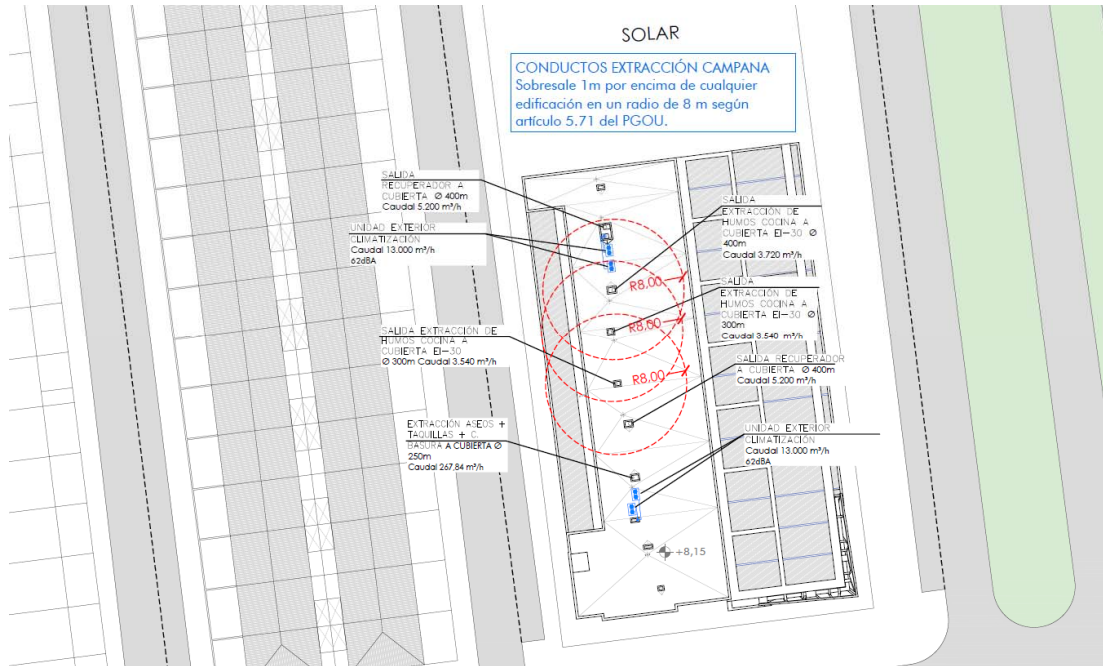 SOLAR
CONDUCTOS EXTRACCIÓN CAMPANA
Sobresale 1m por encima de cualquier
edificación en un radio de 8 m según
artículo 5.71 del PGOU.
SALIDA
RECUPERADOR A
CUBIERTA Ø 400m
Caudal 5.200 m³/h
UNIDAD EXTERIOR
CLIMATIZACIÓN
Caudal 13.000 m³/h
62dBA
SALIDA
EXTRACCIÓN DE
HUMOS COCINA A
CUBIERTA EI-30 Ø
400m
Caudal 3.720 m³/h
R8,00
SALIDA
EXTRACCIÓN DE
HUMOS COCINA A
CUBIERTA EI-30 Ø
300m
Caudal 3.540 m³/h
R8,00
SALIDA EXTRACCIÓN DE
HUMOS COCINA A
CUBIERTA EI-30
Ø 300m Caudal 3.540 m³/h
R8,00
SALIDA RECUPERADOR
A CUBIERTA Ø 400m
Caudal 5.200 m³/h
EXTRACCIÓN ASEOS +
TAQUILLAS + C.
BASURA A CUBIERTA Ø
250m
Caudal 267,84 m³/h
UNIDAD EXTERIOR
CLIMATIZACIÓN
Caudal 13.000 m³/h
62dBA
+8,15